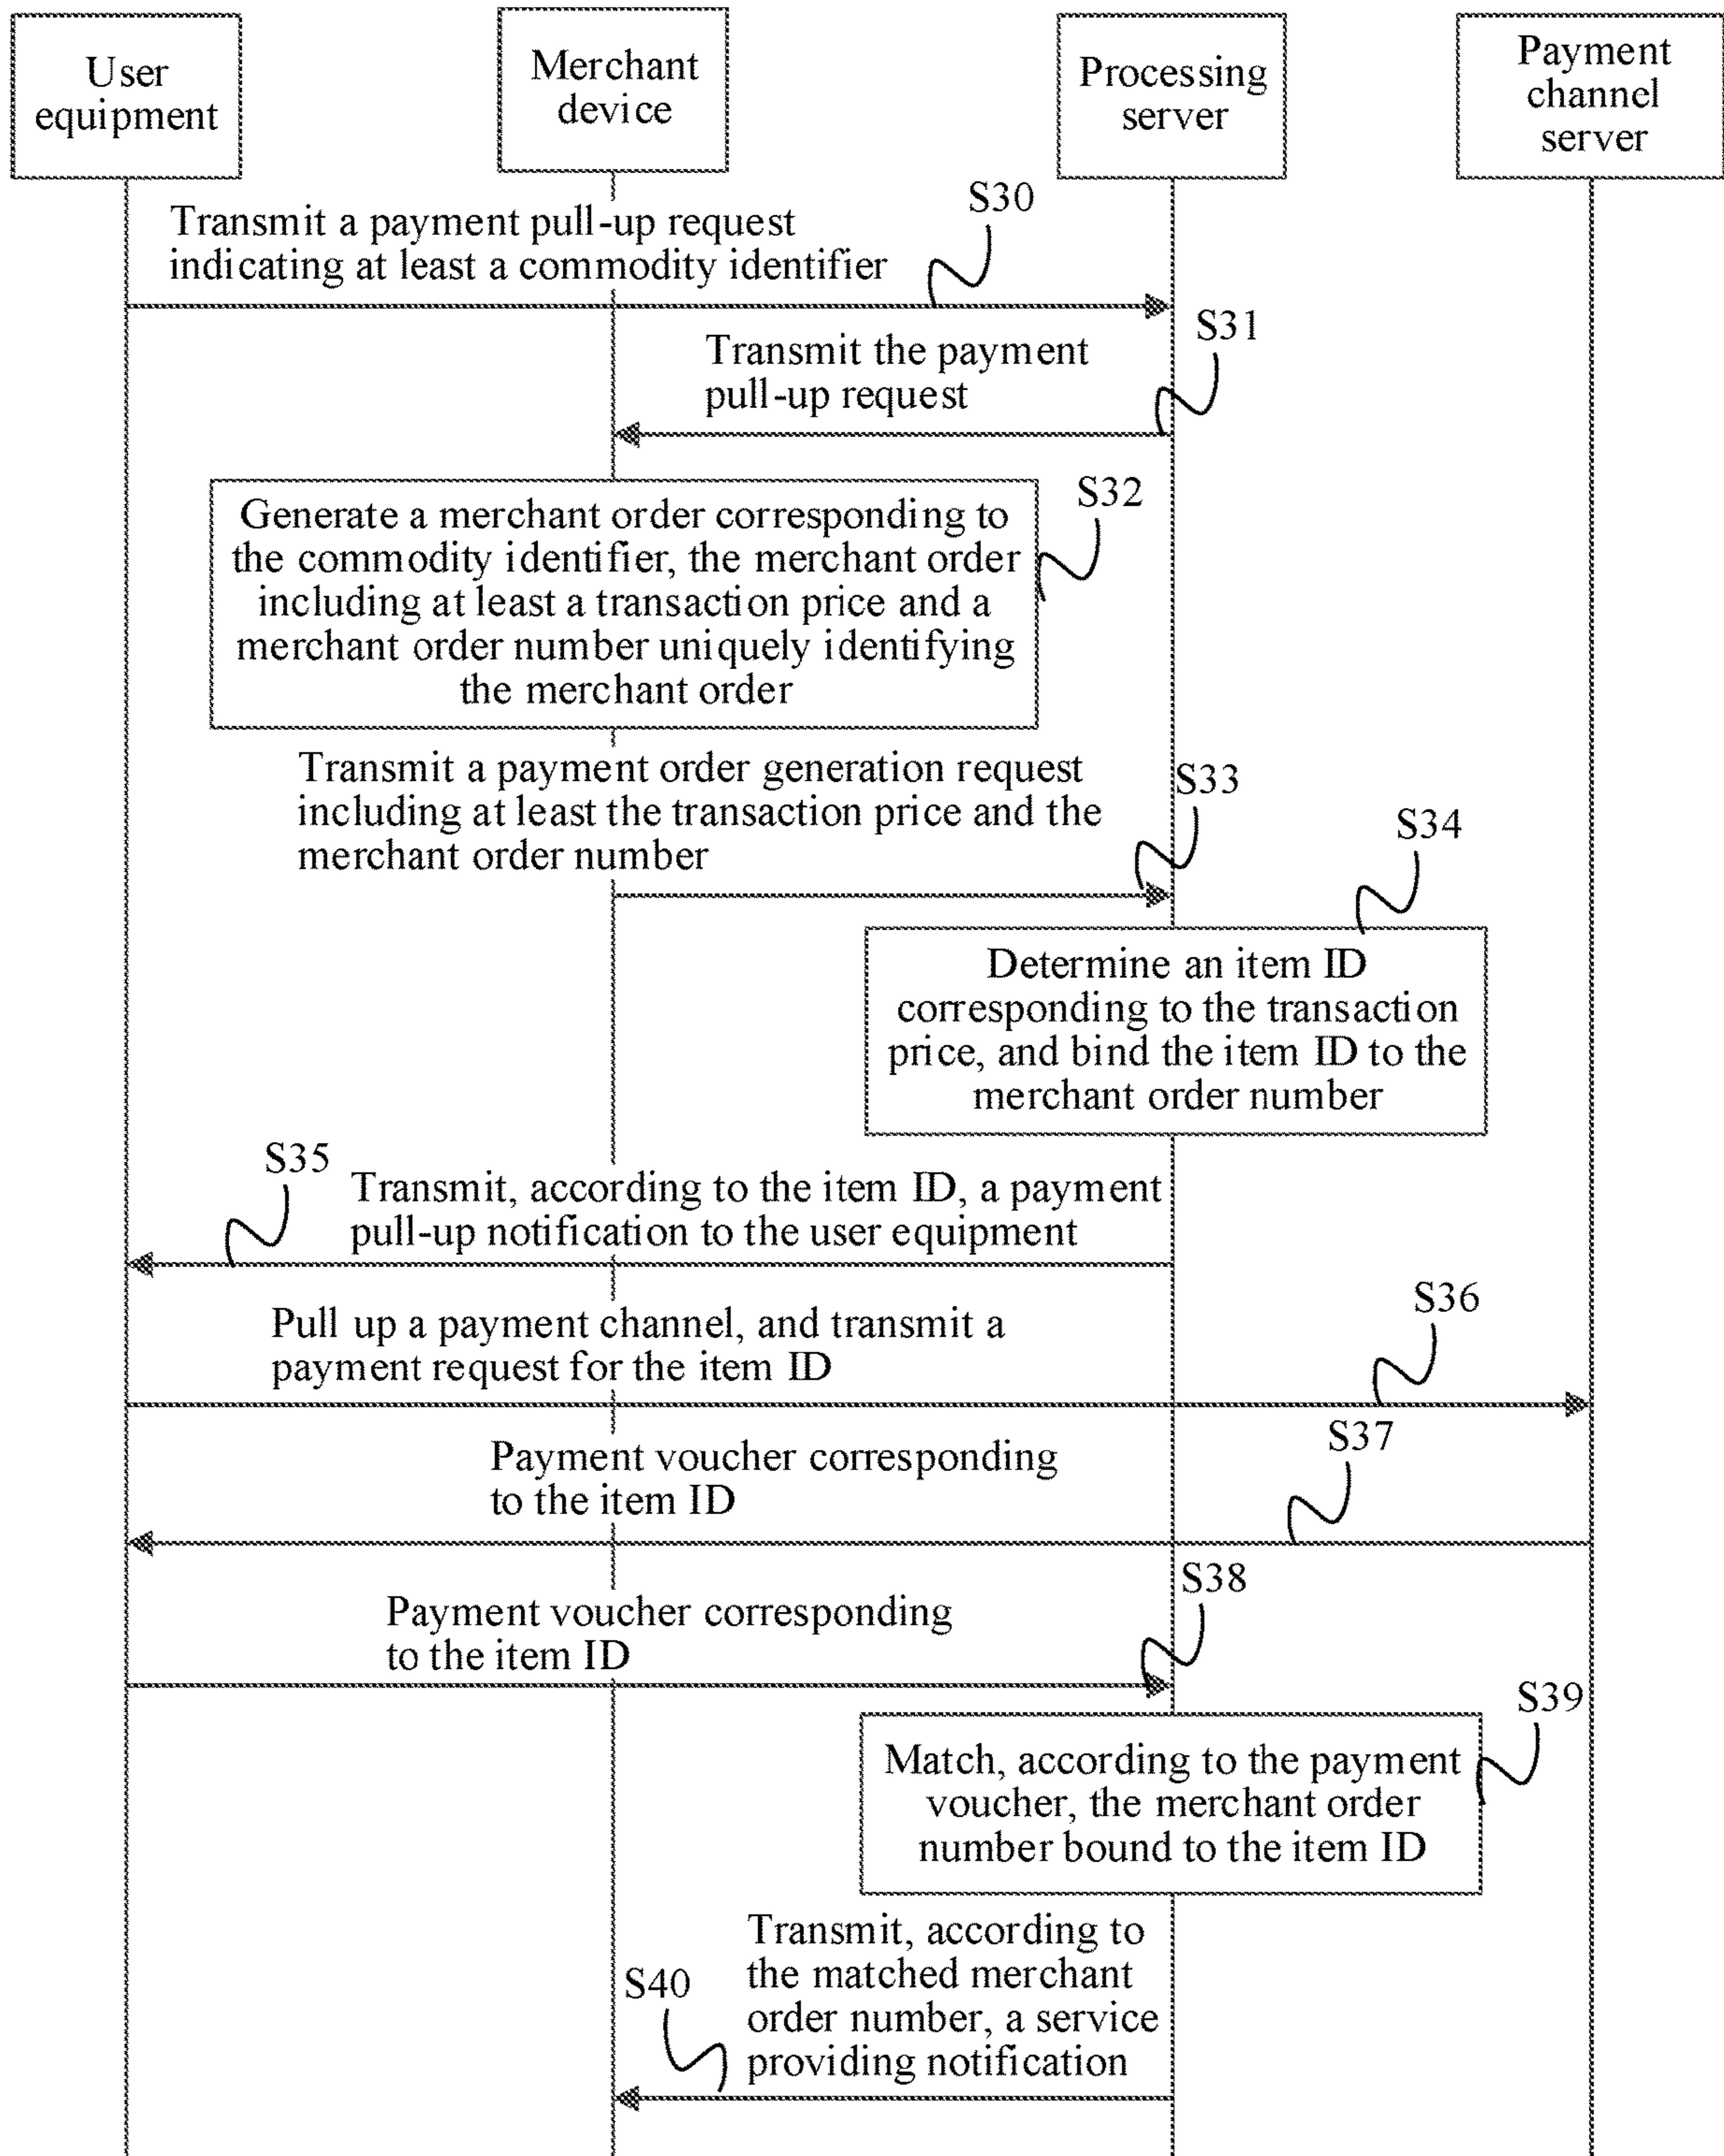 User
equipment
Merchant
device
Processing
server
Payment
channel
server
S30
Transmit a payment pull-up request
indicating at least a commodity identifier
S31
Transmit the payment
pull-up request
S32
Generate a merchant order corresponding to
the commodity identifier, the merchant order
including at least a transaction price and a
merchant order number uniquely identifying
the merchant order
Transmit a payment order generation request
including at least the transaction price and the
merchant order number
S33
S34
Determine an item ID
corresponding to the transaction
price, and bind the item ID to the
merchant order number
S35
Transmit, according to the item ID, a payment
pull-up notification to the user equipment
S36
Pull up a payment channel, and transmit a
payment request for the item ID
S37
Payment voucher corresponding
to the item ID
S38
Payment voucher corresponding
to the item ID
S39
Match, according to the payment
voucher, the merchant order
number bound to the item ID
S40
Transmit, according to
the matched merchant
order number, a service
providing notification